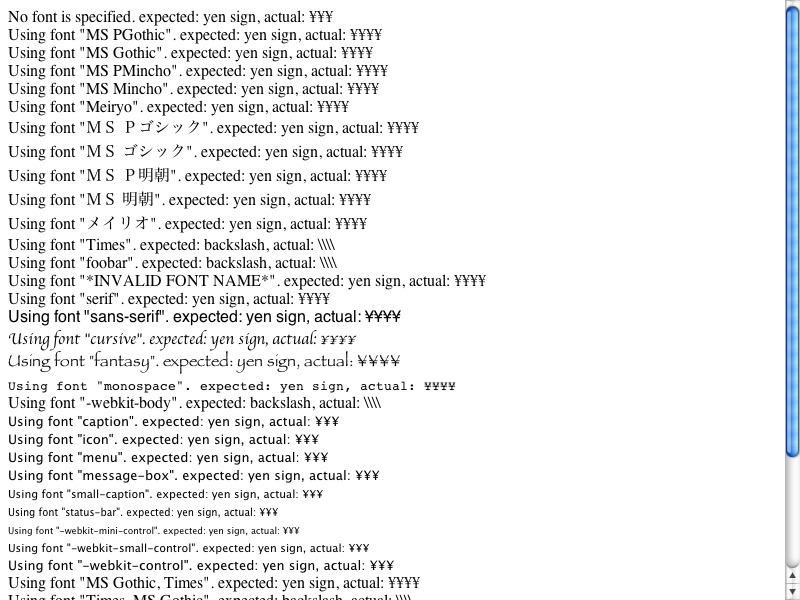 No font is specified. expected: yen sign, actual: ¥¥¥
Using font "MS PGothic". expected: yen sign, actual: ¥¥¥¥
Using font "MS Gothic". expected: yen sign, actual: ¥¥¥¥
Using font "MS PMincho". expected: yen sign, actual: ¥¥¥¥
Using font "MS Mincho". expected: yen sign, actual: ¥¥¥¥
Using font "Meiryo". expected: yen sign, actual: ¥¥¥¥
Using font "ＭＳ Ｐゴシック". expected: yen sign, actual: ¥¥¥¥
Using font "ＭＳ ゴシック". expected: yen sign, actual: ¥¥¥¥
Using font "ＭＳ Ｐ明朝". expected: yen sign, actual: ¥¥¥¥
Using font "ＭＳ 明朝". expected: yen sign, actual: ¥¥¥¥
Using font "メイリオ". expected: yen sign, actual: ¥¥¥¥
Using font "Times". expected: backslash, actual: \\\\
Using font "foobar". expected: backslash, actual: \\\\
Using font "*INVALID FONT NAME*". expected: yen sign, actual: ¥¥¥¥
Using font "serif". expected: yen sign, actual: ¥¥¥¥
Using font "sans-serif". expected: yen sign, actual: ¥¥¥¥
Using font "cursive". expected: yen sign, actual: ¥¥¥¥
Using font "fantasy". expected: yen sign, actual: ¥¥¥¥
Using font "monospace". expected: yen sign, actual: ¥¥¥¥
Using font "-webkit-body". expected: backslash, actual: \\\\
Using font "caption". expected: yen sign, actual: ¥¥¥
Using font "icon". expected: yen sign, actual: ¥¥¥
Using font "menu". expected: yen sign, actual: ¥¥¥
Using font "message-box". expected: yen sign, actual: ¥¥¥
Using font "small-caption". expected: yen sign, actual: ¥¥¥
Using font "status-bar". expected: yen sign, actual: ¥¥¥
Using font "-webkit-mini-control". expected: yen sign, actual: ¥¥¥
Using font "-webkit-small-control". expected: yen sign, actual: ¥¥¥
Using font "-webkit-control". expected: yen sign, actual: ¥¥¥
Using font "MS Gothic, Times". expected: yen sign, actual: ¥¥¥¥
Using font "Times, MS Gothic". expected: backslash, actual: \\\\